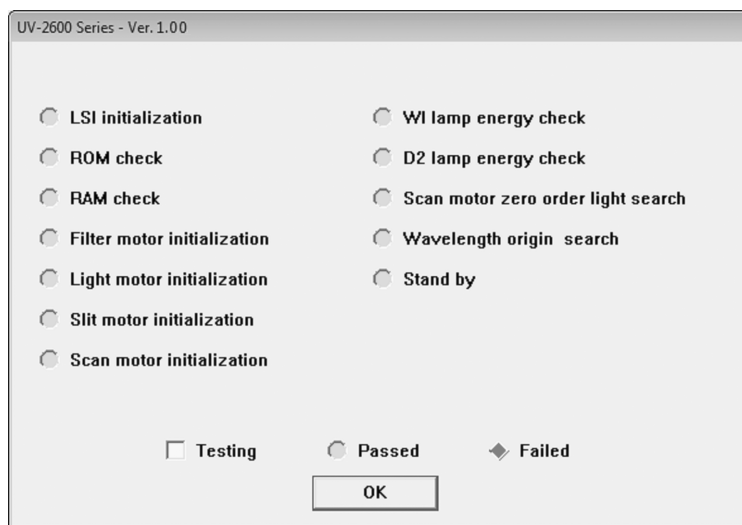 UV-2600 Series - Ver. 1.00
LSI initialization
ROM check
RAM check
Filter motor initialization
Light motor initialization
Slit motor initialization
Scan motor initialization
WI lamp energy check
D2 lamp energy check
Scan motor zero order light search
Wavelength origin search
Stand by
Testing Passed Failed
OK